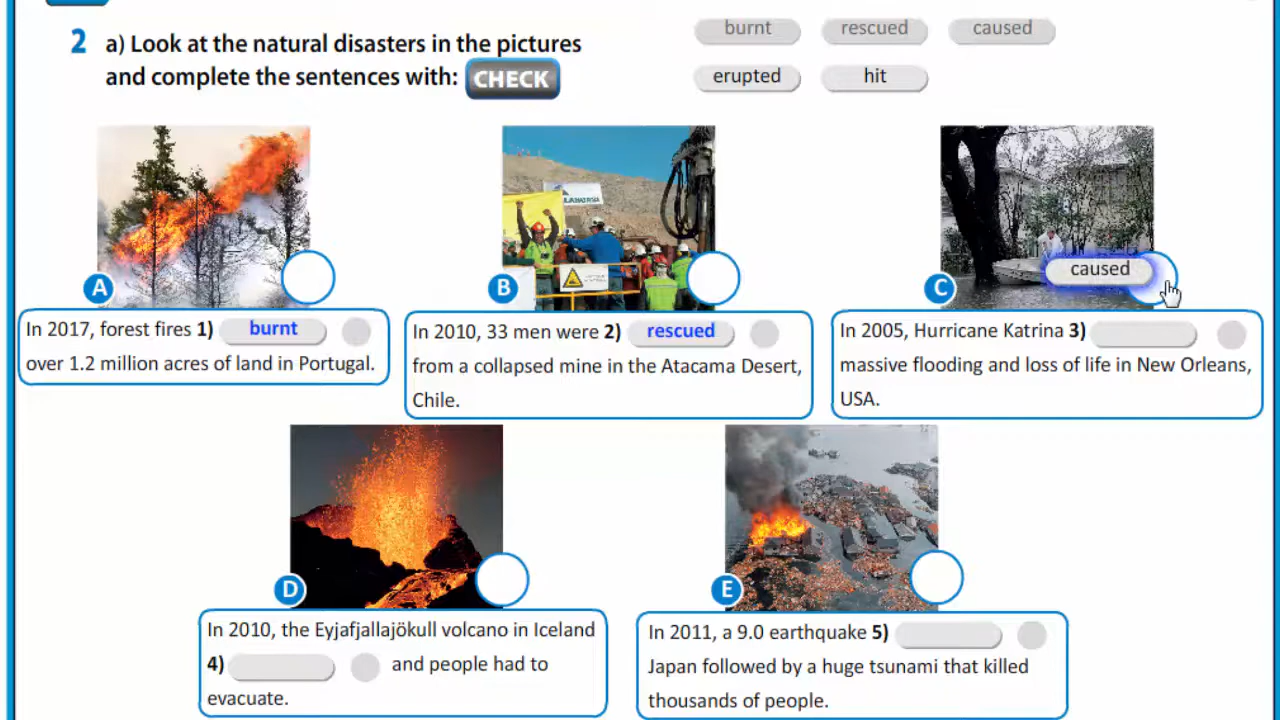 2 a) Look at the natural disasters in the pictures
and complete the sentences with: CHECK
burnt rescued caused
erupted hit
A
B
C
caused
In 2017, forest fires 1) burnt
over 1.2 million acres of land in Portugal.
In 2010, 33 men were 2) rescued
from a collapsed mine in the Atacama Desert,
Chile.
In 2005, Hurricane Katrina 3)
massive flooding and loss of life in New Orleans,
USA.
D
E
In 2010, the Eyjafjallajökull volcano in Iceland
4) and people had to
evacuate.
In 2011, a 9.0 earthquake 5)
Japan followed by a huge tsunami that killed
thousands of people.